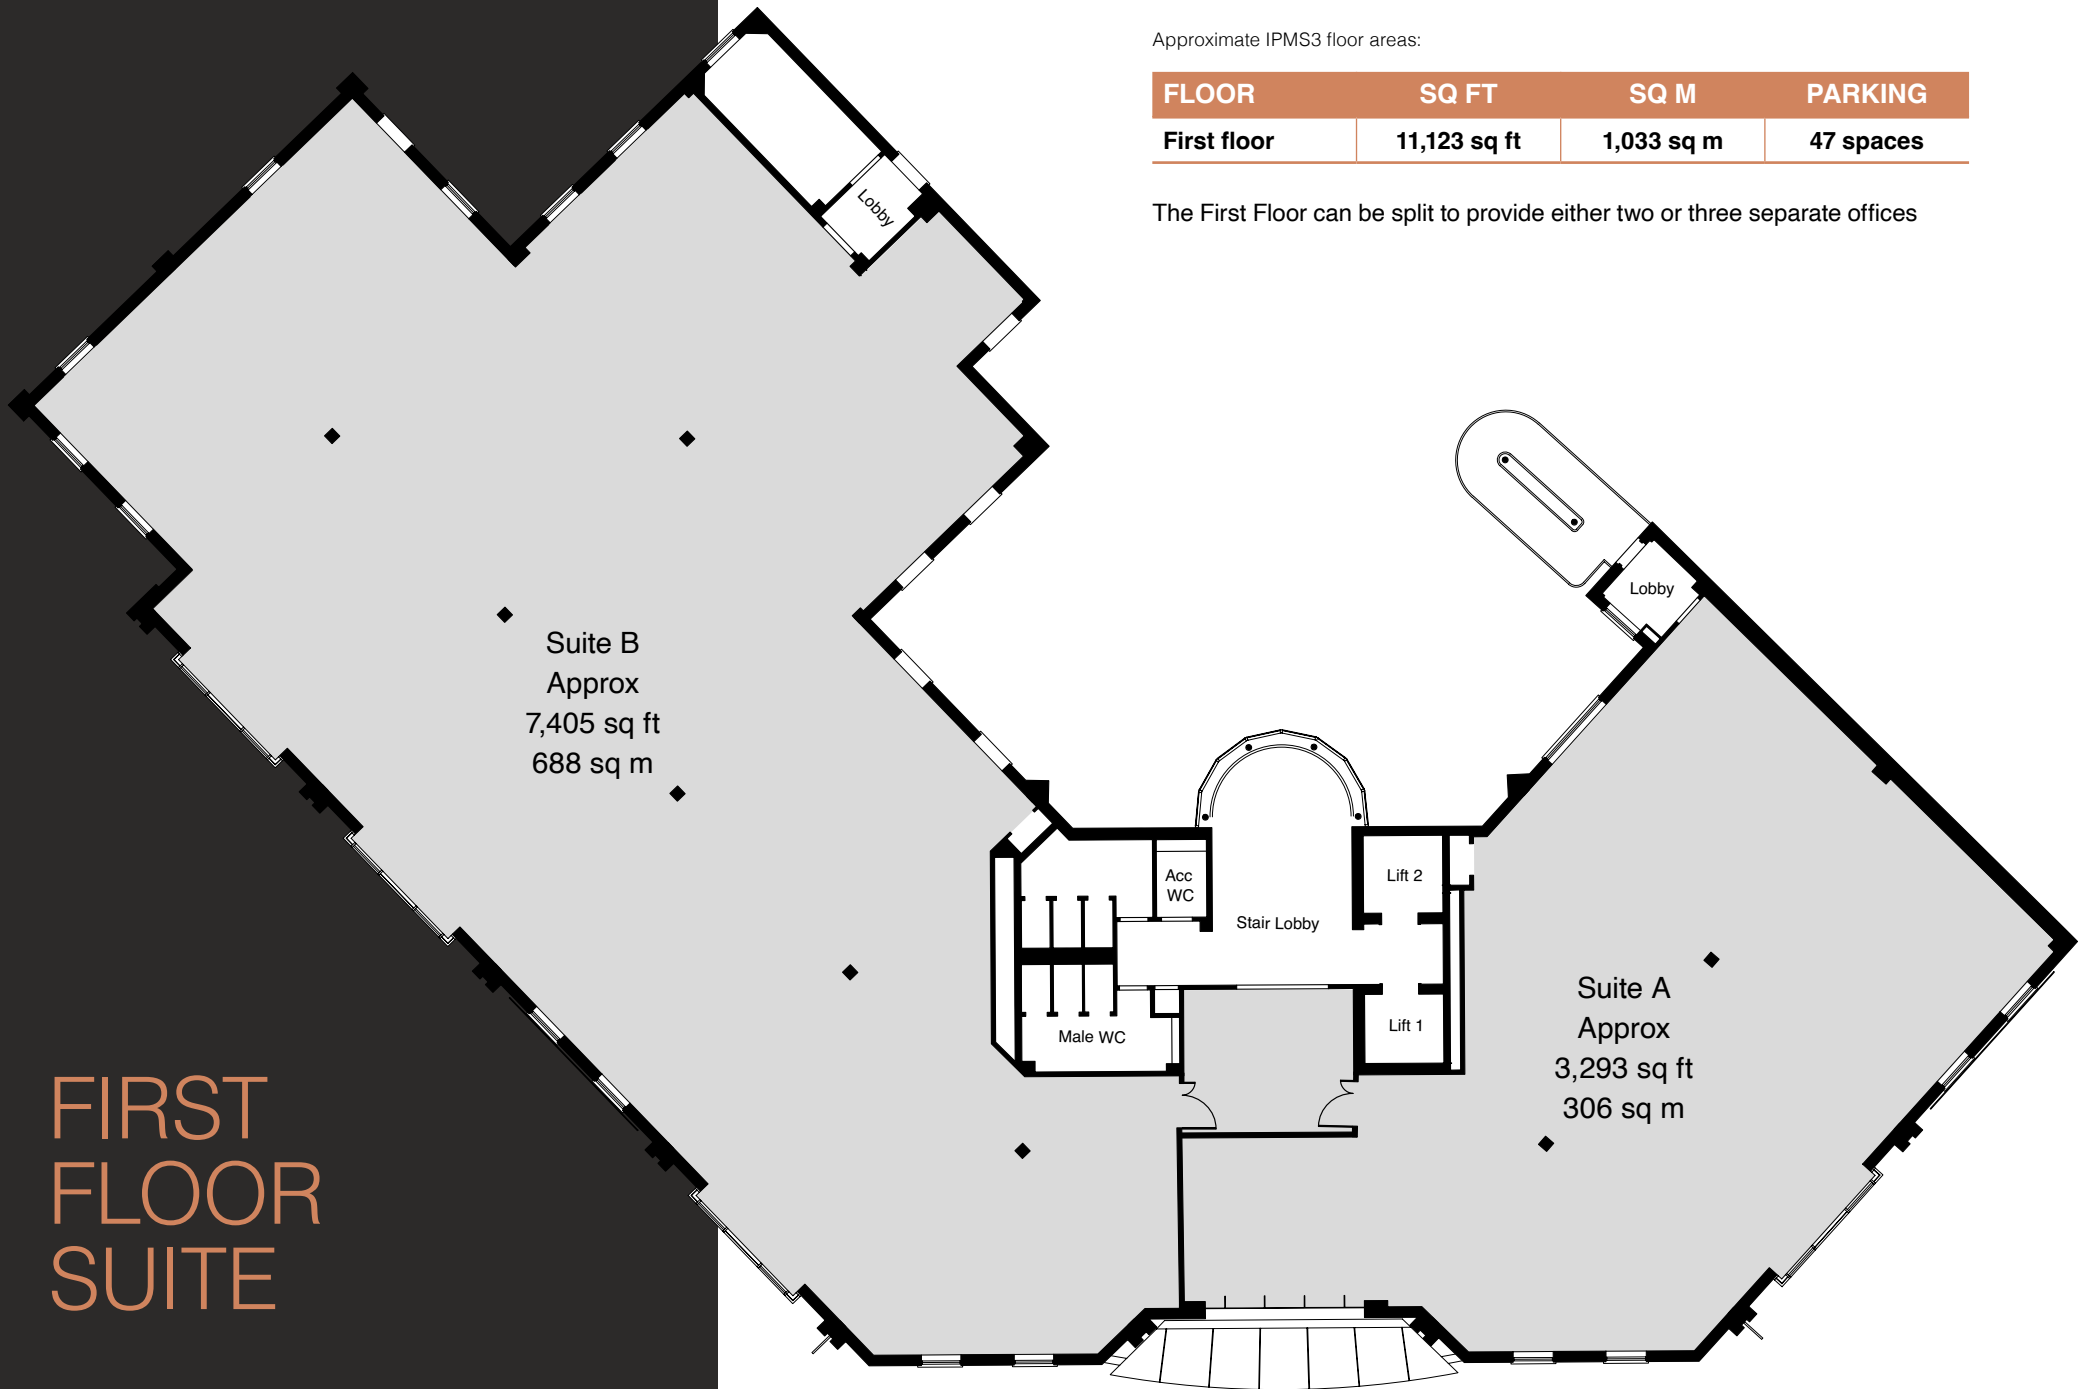 Approximate IPMS3 floor areas:
FLOOR SQ FT SQ M PARKING
First floor 11,123 sq ft 1,033 sq m 47 spaces
The First Floor can be split to provide either two or three separate offices
Lobby
Lobby
Suite B
Approx
7,405 sq ft
688 sq m
Acc
WC
Lift 2
Stair Lobby
Lift 1
Male WC
Suite A
Approx
3,293 sq ft
306 sq m
FIRST
FLOOR
SUITE